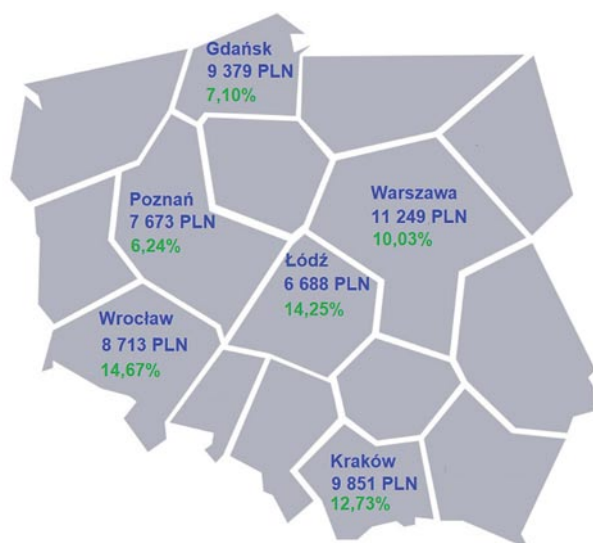 Gdańsk
9 379 PLN
7,10%
Poznań
7 673 PLN
6,24%
Warszawa
11 249 PLN
10,03%
Łódź
6 688 PLN
14,25%
Wrocław
8 713 PLN
14,67%
Kraków
9 851 PLN
12,73%